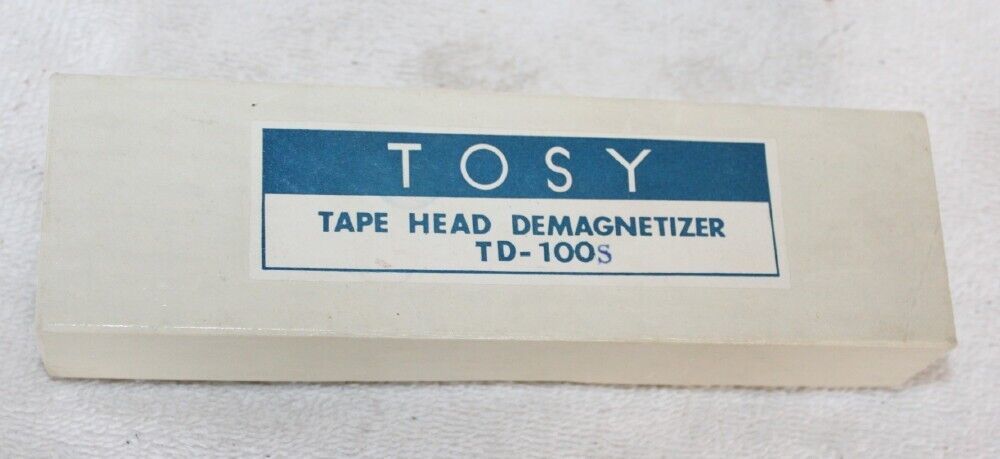 TOSY
TAPE HEAD DEMAGNETIZER
TD-100S